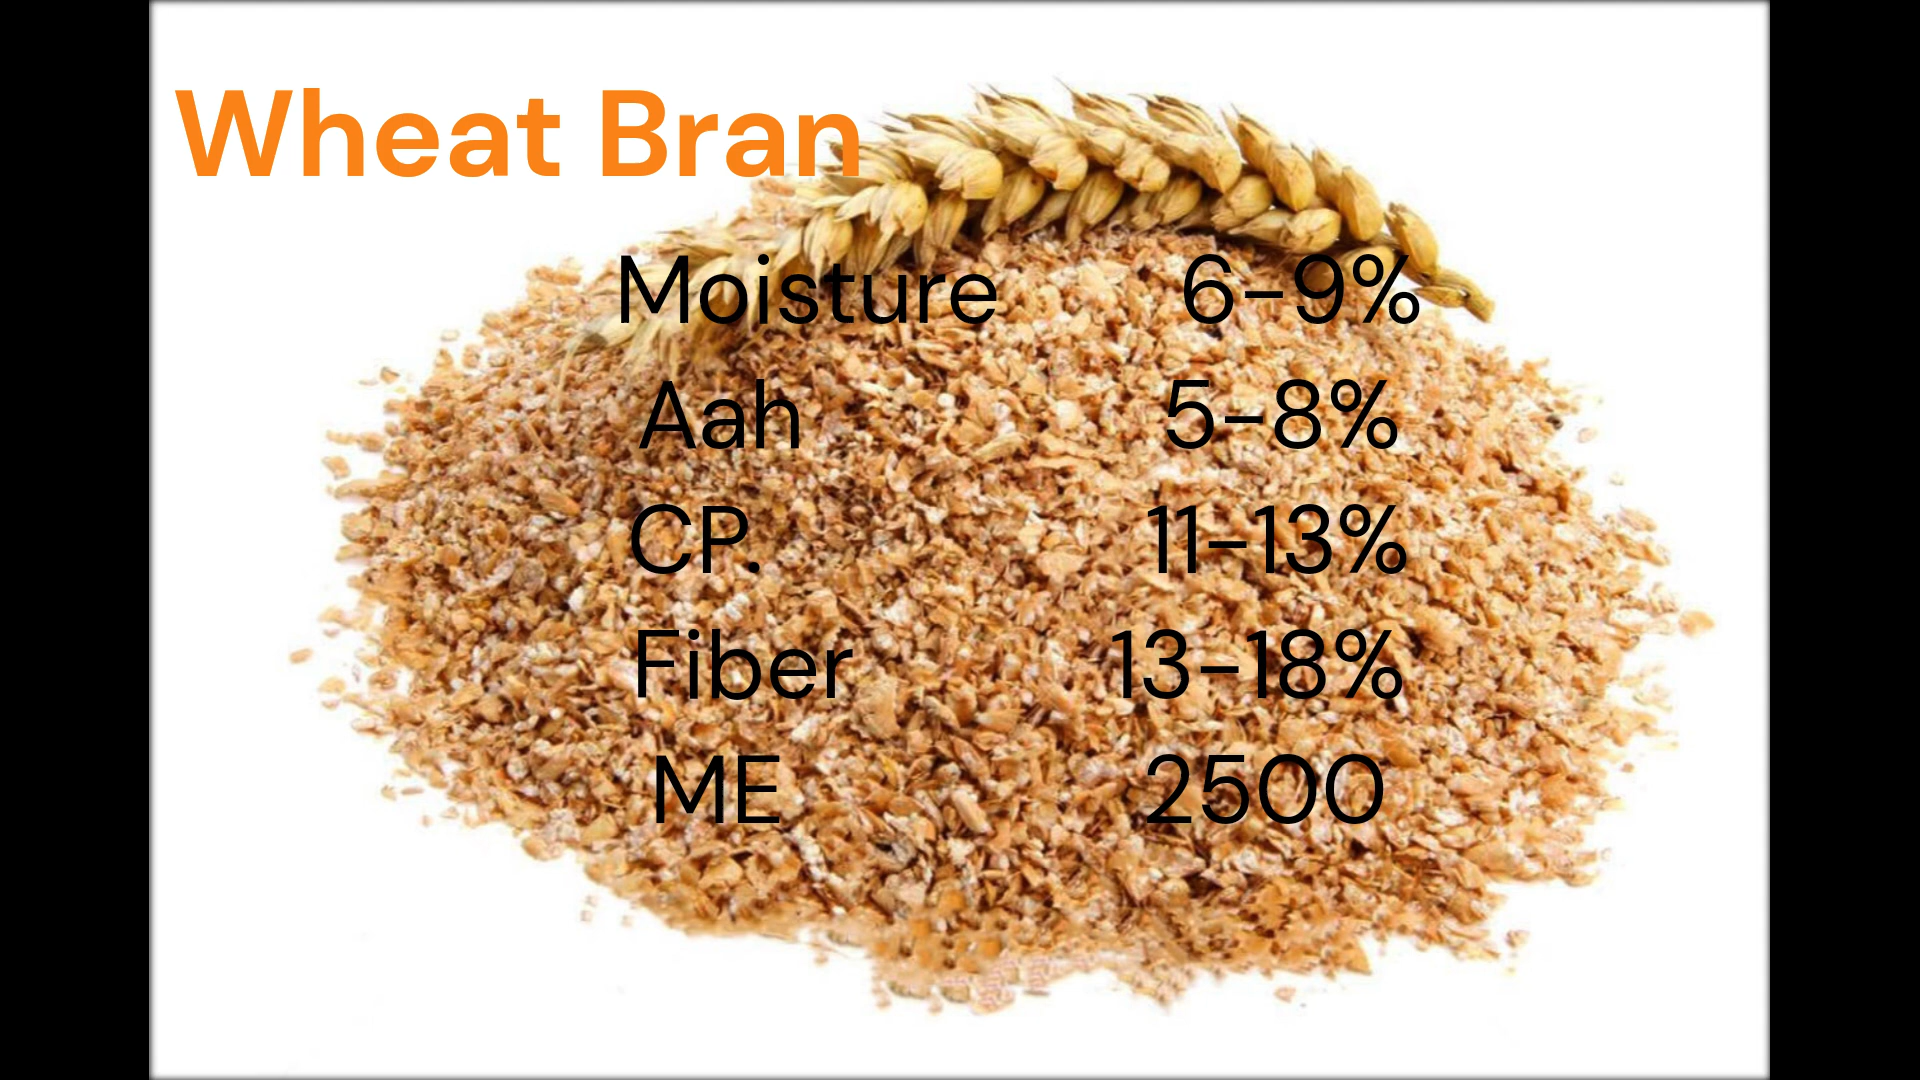 Wheat Bran
Moisture 6-9%
Aah 5-8%
CP. 11-13%
Fiber 13-18%
ME 2500